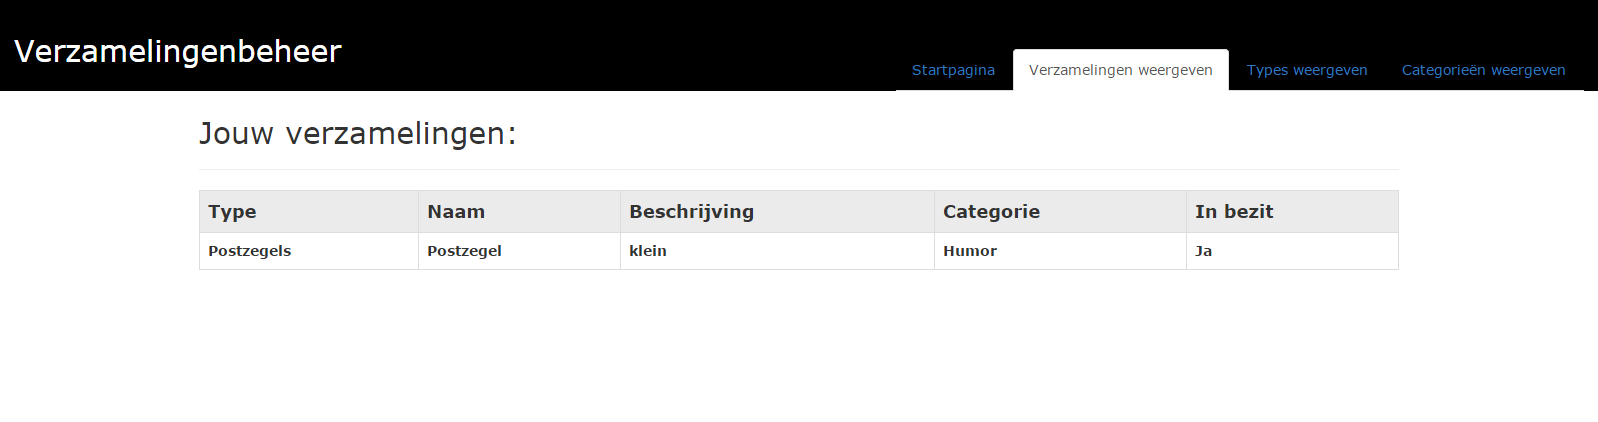 Verzamelingenbeheer
Startpagina Verzamelingen weergeven Types weergeven Categorieën weergeven
Jouw verzamelingen:
Type Naam Beschrijving Categorie In bezit
Postzegels Postzegel klein Humor Ja